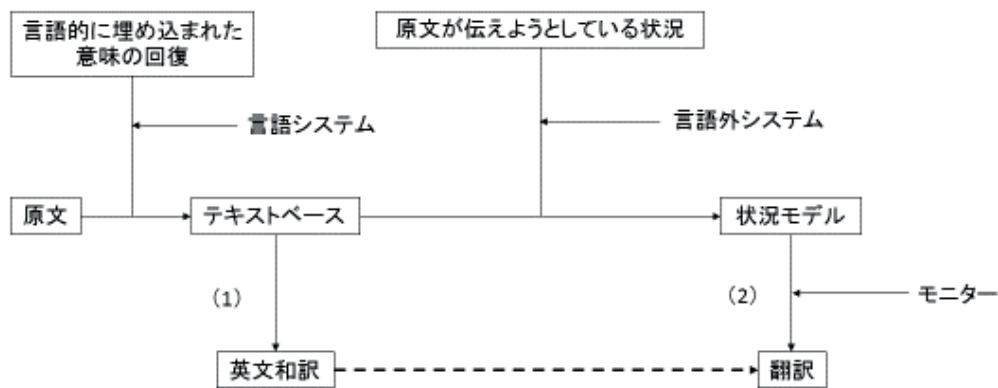 言語的に埋め込まれた
意味の回復
原文が伝えようとしている状況
言語システム
言語外システム
原文
テキストベース
状況モデル
(1)
(2)
モニター
英文和訳
翻訳